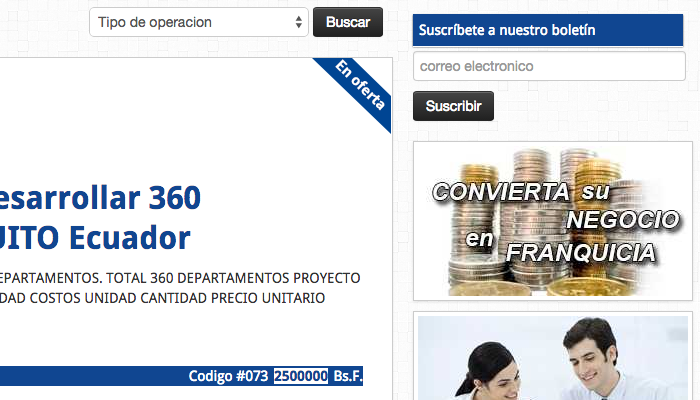 Tipo de operacion
Buscar
En oferta
esarrollar 360
UITO Ecuador
EPARTAMENTOS. TOTAL 360 DEPARTAMENTOS PROYECTO
DAD COSTOS UNIDAD CANTIDAD PRECIO UNITARIO
Codigo #073 2500000 Bs.F.
Suscríbete a nuestro boletín
correo electronico
Suscribir
CONVIERTA su
NEGOCIO
en
FRANQUICIA